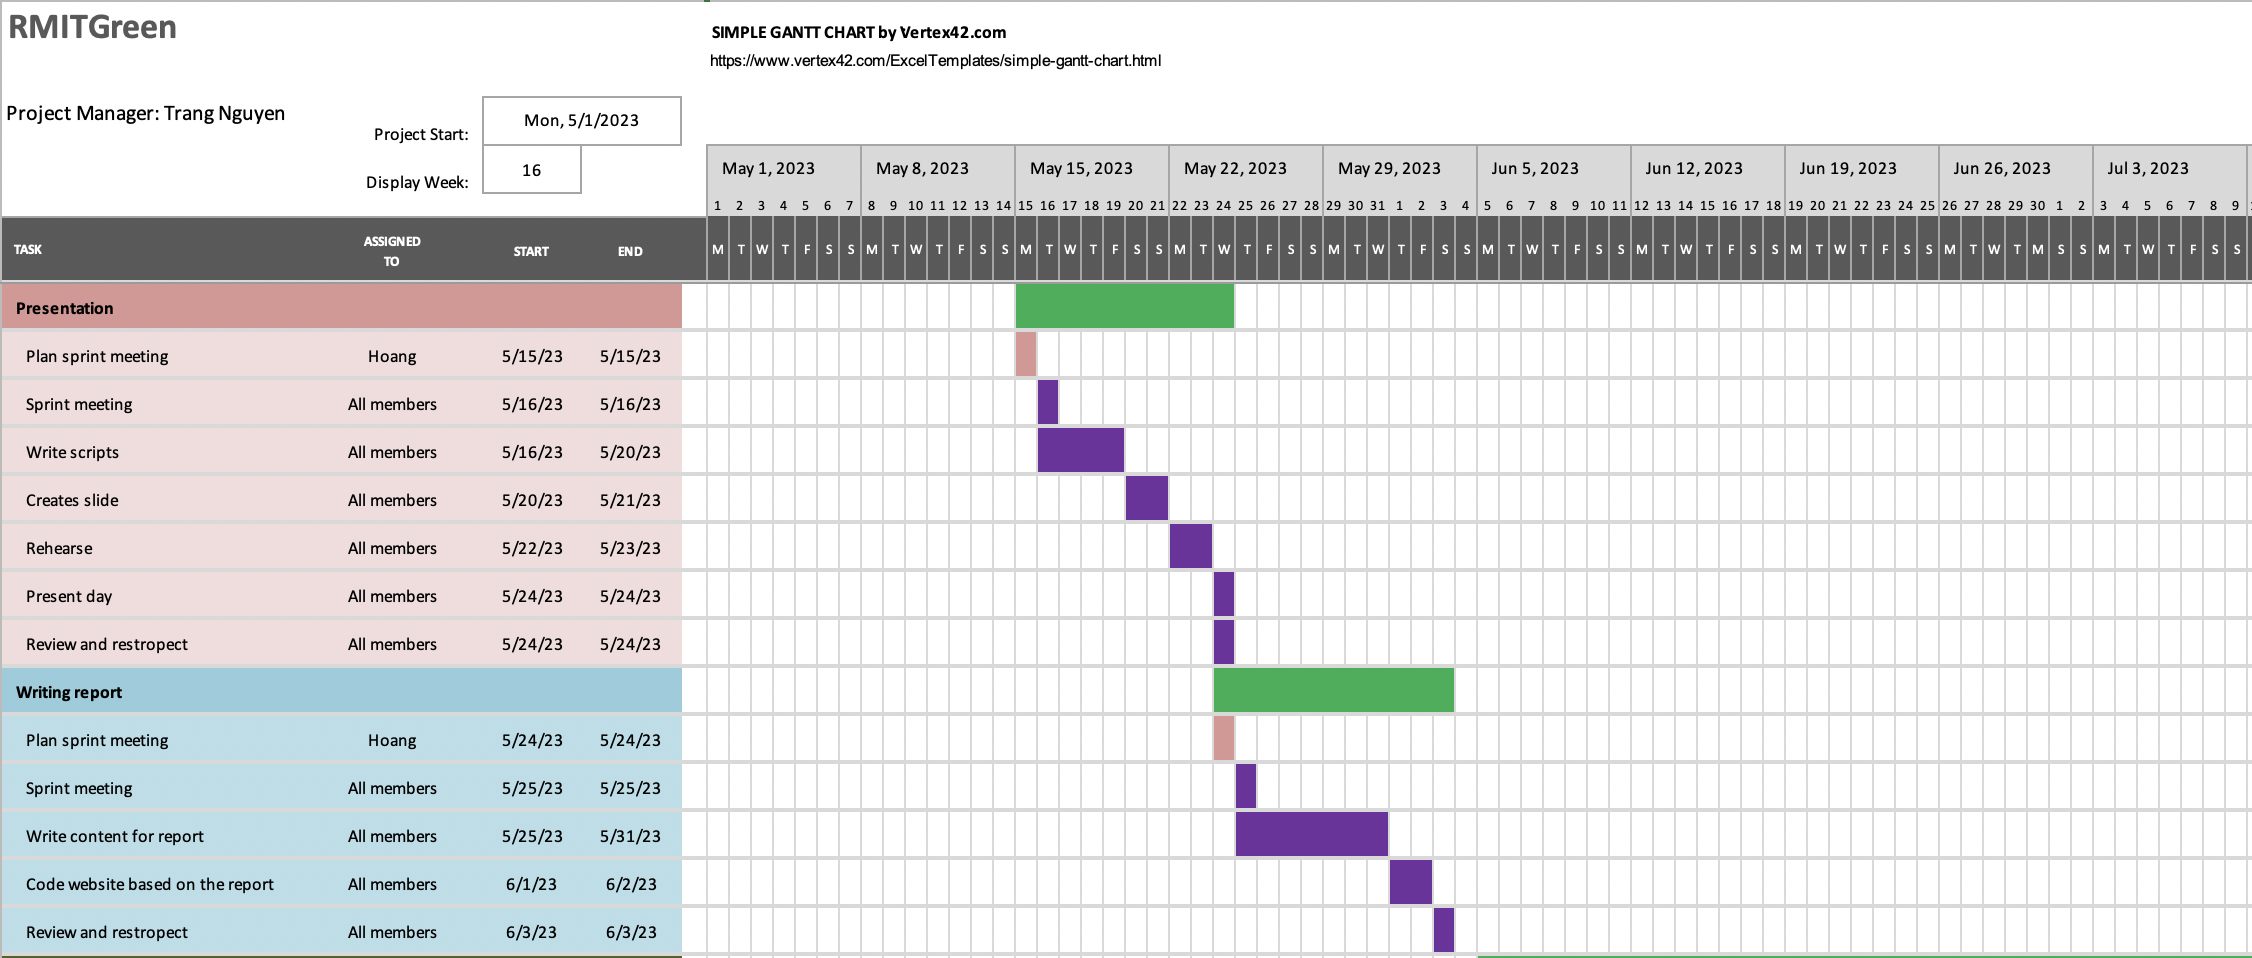 RMITGreen
SIMPLE GANTT CHART by Vertex42.com
https://www.vertex42.com/ExcelTemplates/simple-gantt-chart.html
Project Manager: Trang Nguyen
Project Start: Mon, 5/1/2023
Display Week: 16
May 1, 2023 May 8, 2023 May 15, 2023 May 22, 2023 May 29, 2023 Jun 5, 2023 Jun 12, 2023 Jun 19, 2023 Jun 26, 2023 Jul 3, 2023
1 2 3 4 5 6 7 8 9 10 11 12 13 14 15 16 17 18 19 20 21 22 23 24 25 26 27 28 29 30 31 1 2 3 4 5 6 7 8 9 10 11 12 13 14 15 16 17 18 19 20 21 22 23 24 25 26 27 28 29 30 1 2 3 4 5 6 7 8 9
TASK ASSIGNED TO START END M T W T F S S M T W T F S S M T W T F S S M T W T F S S M T W T F S S M T W T F S S M T W T F S S M T W T F S S M T W T M S S M T W T F S S
Presentation
Plan sprint meeting Hoang 5/15/23 5/15/23
Sprint meeting All members 5/16/23 5/16/23
Write scripts All members 5/16/23 5/20/23
Creates slide All members 5/20/23 5/21/23
Rehearse All members 5/22/23 5/23/23
Present day All members 5/24/23 5/24/23
Review and restropect All members 5/24/23 5/24/23
Writing report
Plan sprint meeting Hoang 5/24/23 5/24/23
Sprint meeting All members 5/25/23 5/25/23
Write content for report All members 5/25/23 5/31/23
Code website based on the report All members 6/1/23 6/2/23
Review and restropect All members 6/3/23 6/3/23